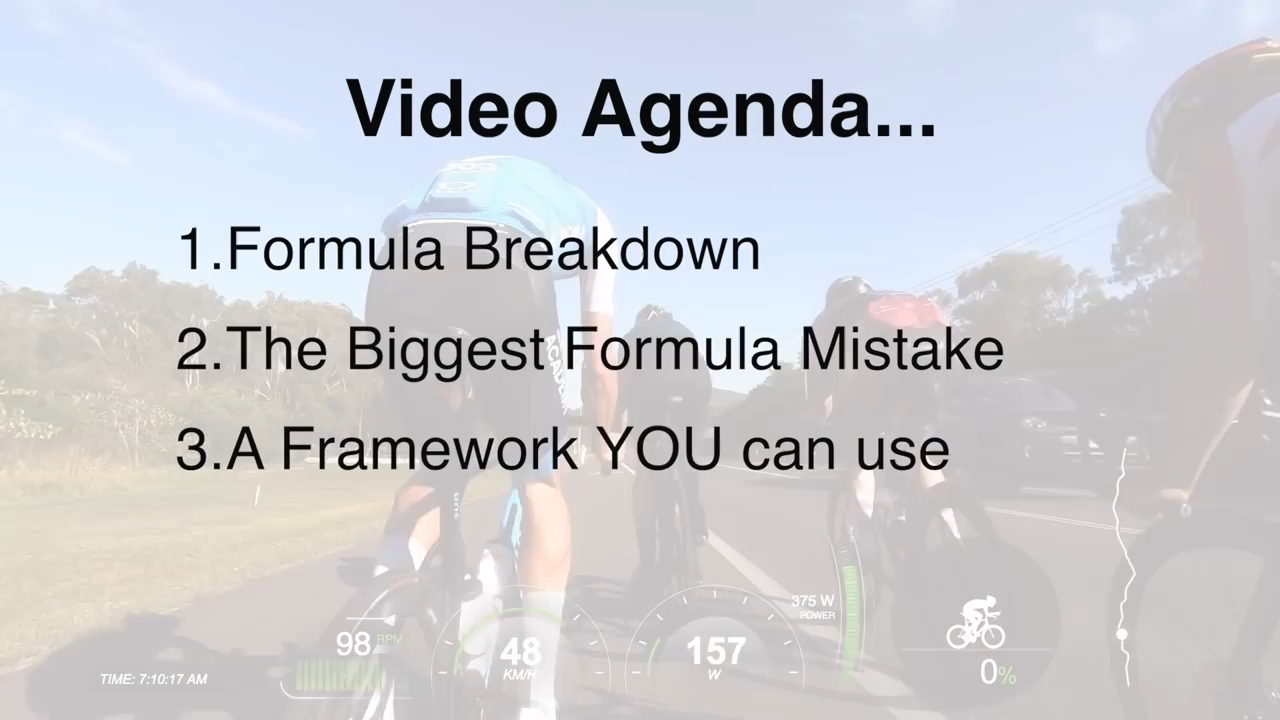 Video Agenda...
1.Formula Breakdown
2.The Biggest Formula Mistake
3.A Framework YOU can use
375 W
POWER
98 RPM
48
KM/H
157
W
0%
TIME: 7:10:17 AM